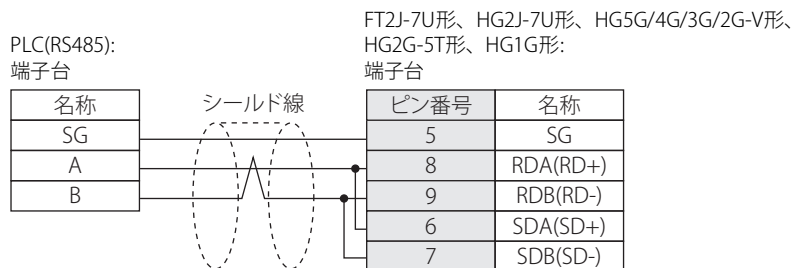 FT2J-7U形、HG2J-7U形、HG5G/4G/3G/2G-V形、
HG2G-5T形、HG1G形:
端子台
PLC(RS485):
端子台
名称
SG
A
B
シールド線
ピン番号 名称
5 SG
8 RDA(RD+)
9 RDB(RD-)
6 SDA(SD+)
7 SDB(SD-)